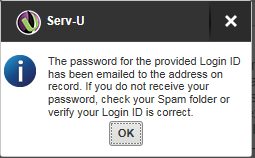 Serv-U
The password for the provided Login ID
has been emailed to the address on
record. If you do not receive your
password, check your Spam folder or
verify your Login ID is correct.
OK